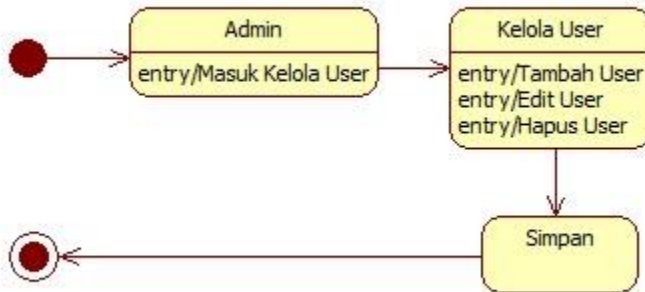 Admin
entry/Masuk Kelola User
Kelola User
entry/Tambah User
entry/Edit User
entry/Hapus User
Simpan